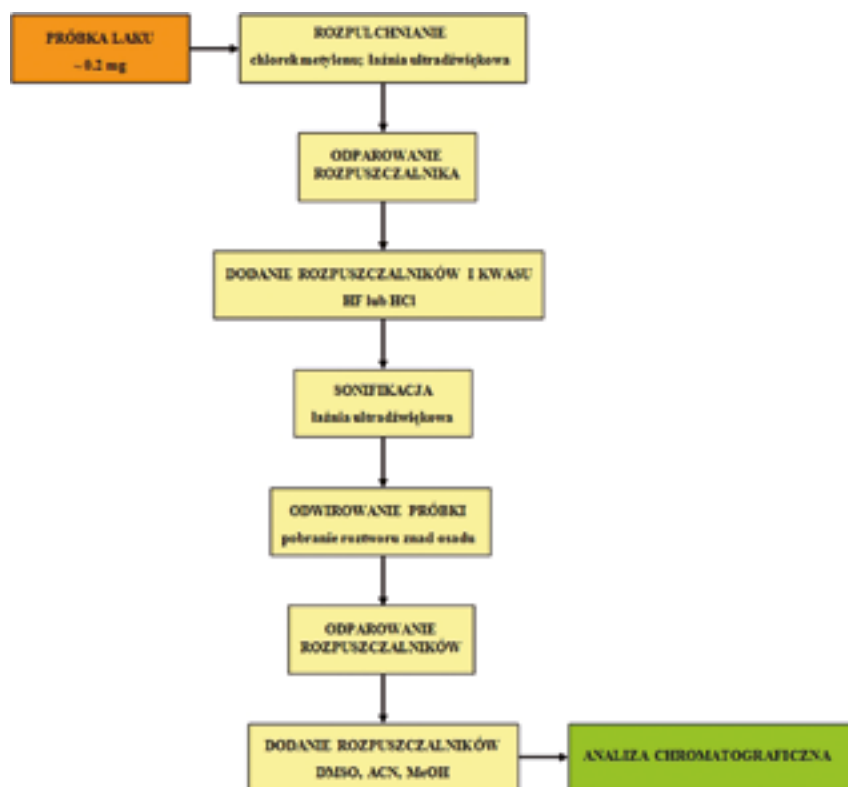 PRÓBKA LAKU
~ 0.2 mg
ROZPULCHNIANIE
chlorek metylenu; łaźnia ultradźwiękowa
ODPAROWANIE
ROZPUSZCZALNIKA
DODANIE ROZPUSZCZALNIKÓW I KWASU
HF lub HCl
SONIFIKACJA
łaźnia ultradźwiękowa
ODWIROWANIE PRÓBKI
pobranie roztworu znad osadu
ODPAROWANIE
ROZPUSZCZALNIKÓW
DODANIE ROZPUSZCZALNIKÓW
DMSO, ACN, MeOH
ANALIZA CHROMATOGRAFICZNA